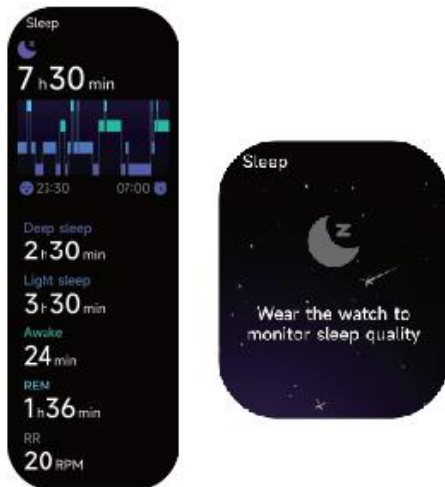 Sleep
7 h 30 min
23:30 07:00
Deep sleep
2 h 30 min
Light sleep
3 h 30 min
Awake
24 min
REM
1 h 36 min
RR
20 RPM
Sleep
Wear the watch to
monitor sleep quality